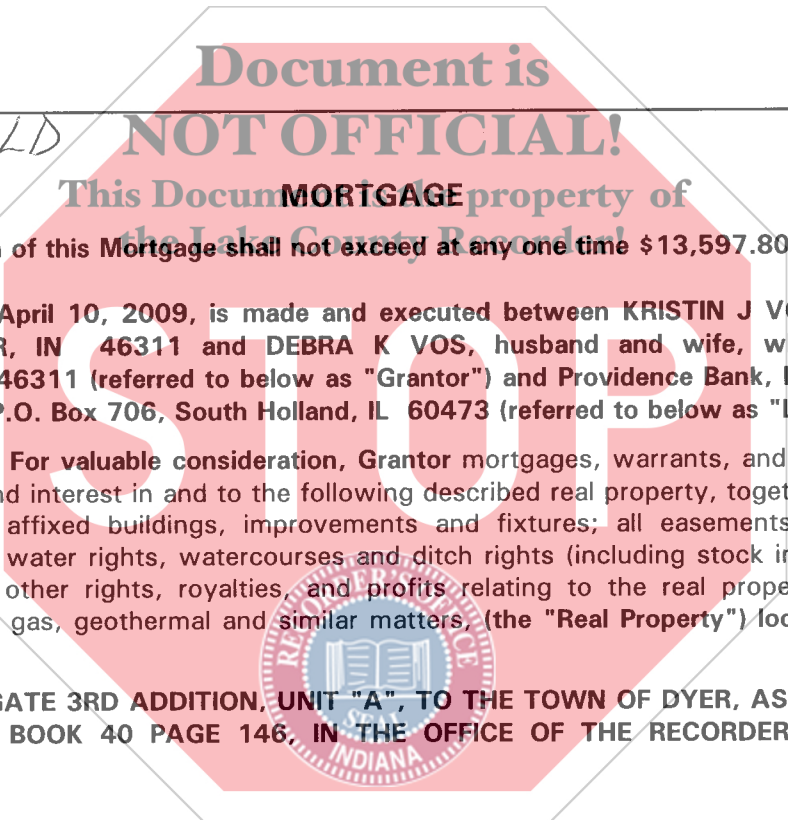 Document is
LD
NOT OFFICIAL!
This Document is the property of
MORTGAGE
the Lake County Recorder!
of this Mortgage shall not exceed at any one time $13,597.80
April 10, 2009, is made and executed between KRISTIN J V
R, IN 46311 and DEBRA K VOS, husband and wife, w
46311 (referred to below as "Grantor") and Providence Bank,
P.O. Box 706, South Holland, IL 60473 (referred to below as "L
For valuable consideration, Grantor mortgages, warrants, and
nd interest in and to the following described real property, toget
affixed buildings, improvements and fixtures; all easements
water rights, watercourses and ditch rights (including stock in
other rights, royalties, and profits relating to the real prope
gas, geothermal and similar matters, (the "Real Property") loc
GATE 3RD ADDITION, UNIT "A", TO THE TOWN OF DYER, AS
BOOK 40 PAGE 146, IN THE OFFICE OF THE RECORDER
STOP
RECORDER'S OFFICE
SEAL
INDIANA